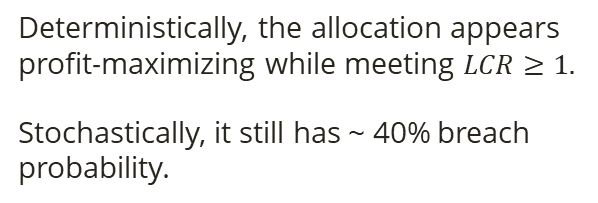 Deterministically, the allocation appears
profit-maximizing while meeting LCR ≥ 1.
Stochastically, it still has ~ 40% breach
probability.